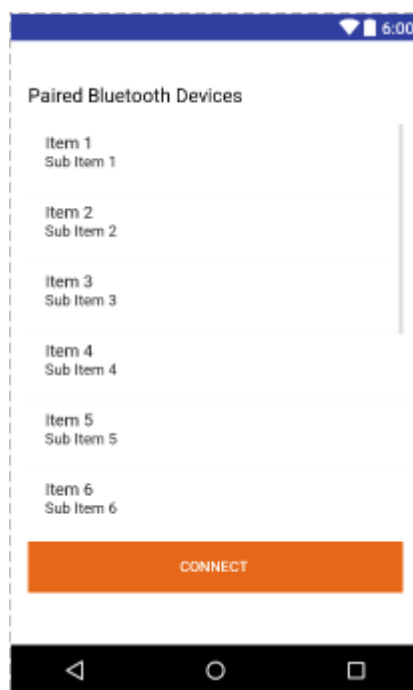 6:00
Paired Bluetooth Devices
Item 1
Sub Item 1
Item 2
Sub Item 2
Item 3
Sub Item 3
Item 4
Sub Item 4
Item 5
Sub Item 5
Item 6
Sub Item 6
CONNECT